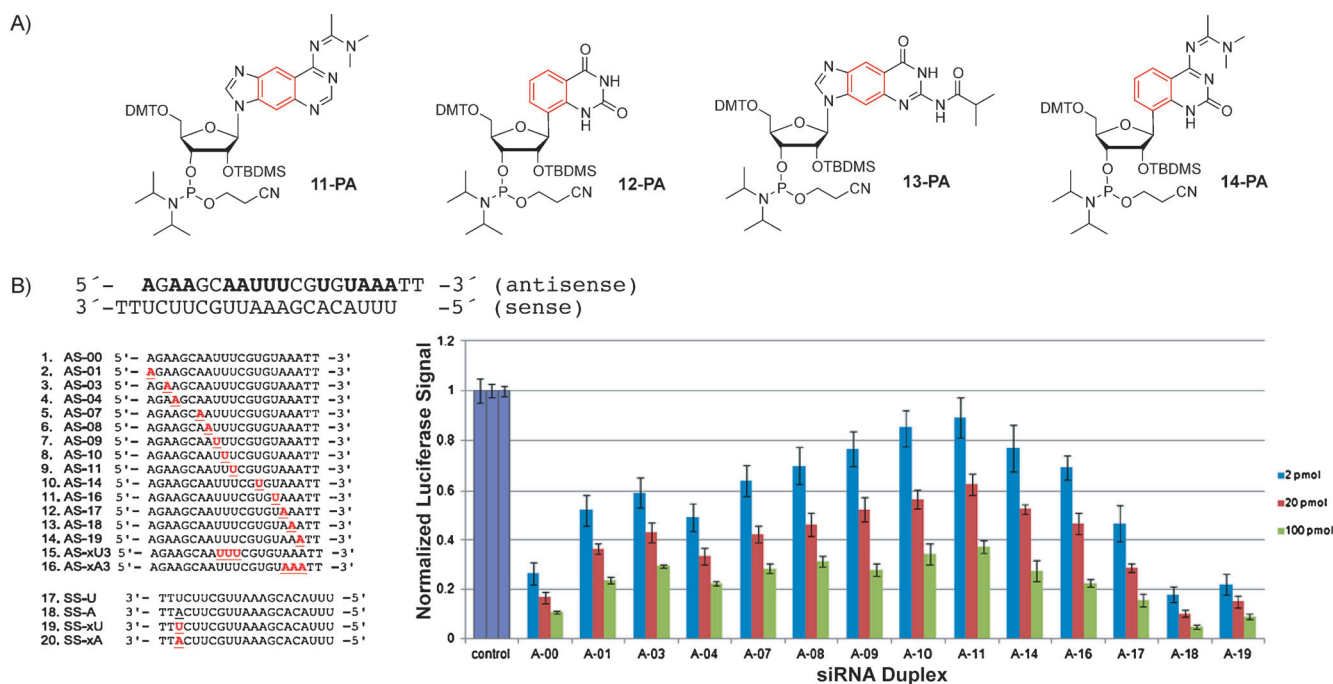 A)
DMTO
O
N
N
N
N
N
N
OTBDMS
O
P
N
O
CN
11-PA
DMTO
O
O
NH
N
H
O
OTBDMS
O
P
N
O
CN
12-PA
DMTO
O
N
N
O
NH
N
NH
O
OTBDMS
O
P
N
O
CN
13-PA
DMTO
O
N
N
N
NH
O
OTBDMS
O
P
N
O
CN
14-PA
B)
5´- AGAAGCAAUUUCGUGUAAATT -3´ (antisense)
3´-TTUCUUCGUUAAAGCACAUUU -5´ (sense)
1. AS-00 5'- AGAAGCAAUUUCGUGUAAATT -3'
2. AS-01 5'- AGAAGCAAUUUCGUGUAAATT -3'
3. AS-03 5'- AGAAGCAAUUUCGUGUAAATT -3'
4. AS-04 5'- AGAAGCAAUUUCGUGUAAATT -3'
5. AS-07 5'- AGAAGCAAUUUCGUGUAAATT -3'
6. AS-08 5'- AGAAGCAAUUUCGUGUAAATT -3'
7. AS-09 5'- AGAAGCAAUUUCGUGUAAATT -3'
8. AS-10 5'- AGAAGCAAUUUCGUGUAAATT -3'
9. AS-11 5'- AGAAGCAAUUUCGUGUAAATT -3'
10. AS-14 5'- AGAAGCAAUUUCGUGUAAATT -3'
11. AS-16 5'- AGAAGCAAUUUCGUGUAAATT -3'
12. AS-17 5'- AGAAGCAAUUUCGUGUAAATT -3'
13. AS-18 5'- AGAAGCAAUUUCGUGUAAATT -3'
14. AS-19 5'- AGAAGCAAUUUCGUGUAAATT -3'
15. AS-xU3 5'- AGAAGCAAUUUCGUGUAAATT -3'
16. AS-xA3 5'- AGAAGCAAUUUCGUGUAAATT -3'
17. SS-U 3'- TTUCUUCGUUAAAGCACAUUU -5'
18. SS-A 3'- TTACUUCGUUAAAGCACAUUU -5'
19. SS-xU 3'- TTUCUUCGUUAAAGCACAUUU -5'
20. SS-xA 3'- TTACUUCGUUAAAGCACAUUU -5'
Normalized Luciferase Signal
1.2
1
0.8
0.6
0.4
0.2
0
control A-00 A-01 A-03 A-04 A-07 A-08 A-09 A-10 A-11 A-14 A-16 A-17 A-18 A-19
siRNA Duplex
2 pmol
20 pmol
100 pmol